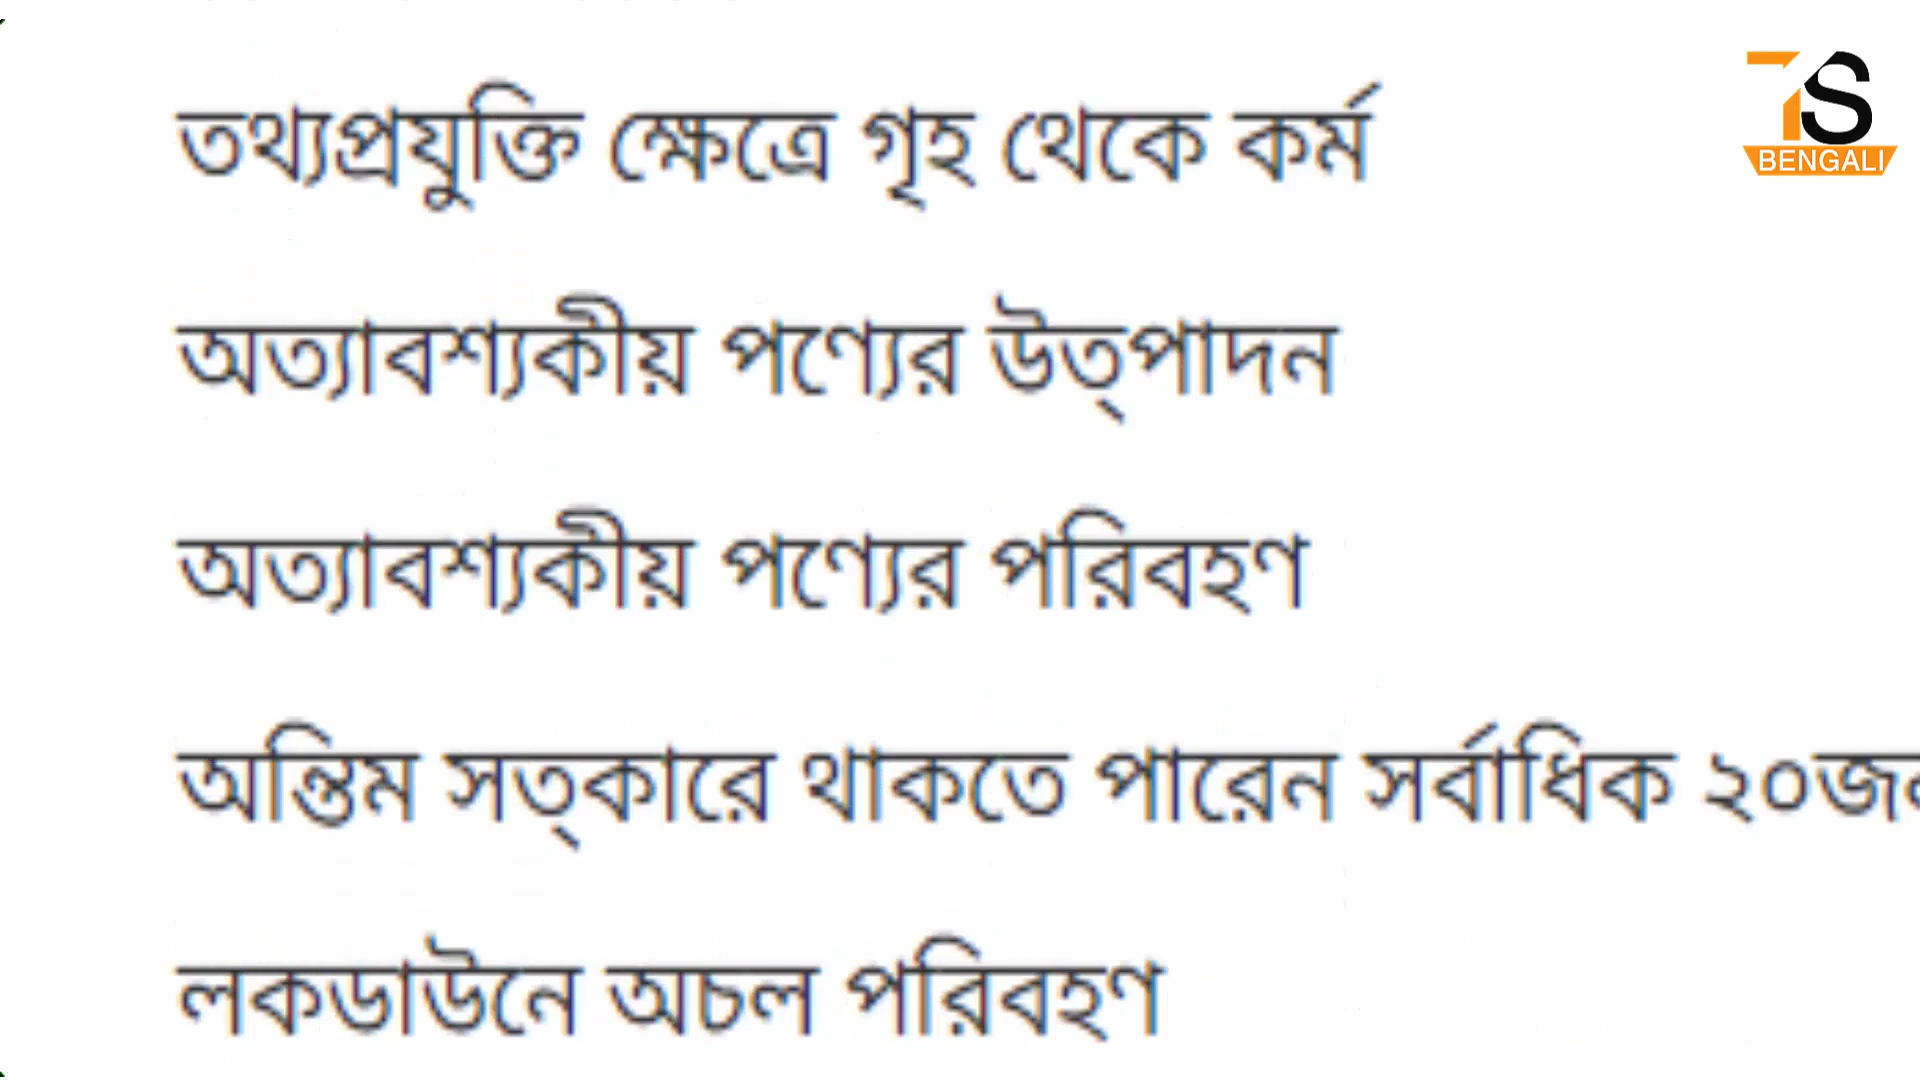 7S
BENGALI
তথ্যপ্রযুক্তি ক্ষেত্রে গৃহ থেকে কর্ম
অত্যাবশ্যকীয় পণ্যের উত্‌পাদন
অত্যাবশ্যকীয় পণ্যের পরিবহণ
অন্তিম সত্‌কারে থাকতে পারেন সর্বাধিক ২০জন
লকডাউনে অচল পরিবহণ